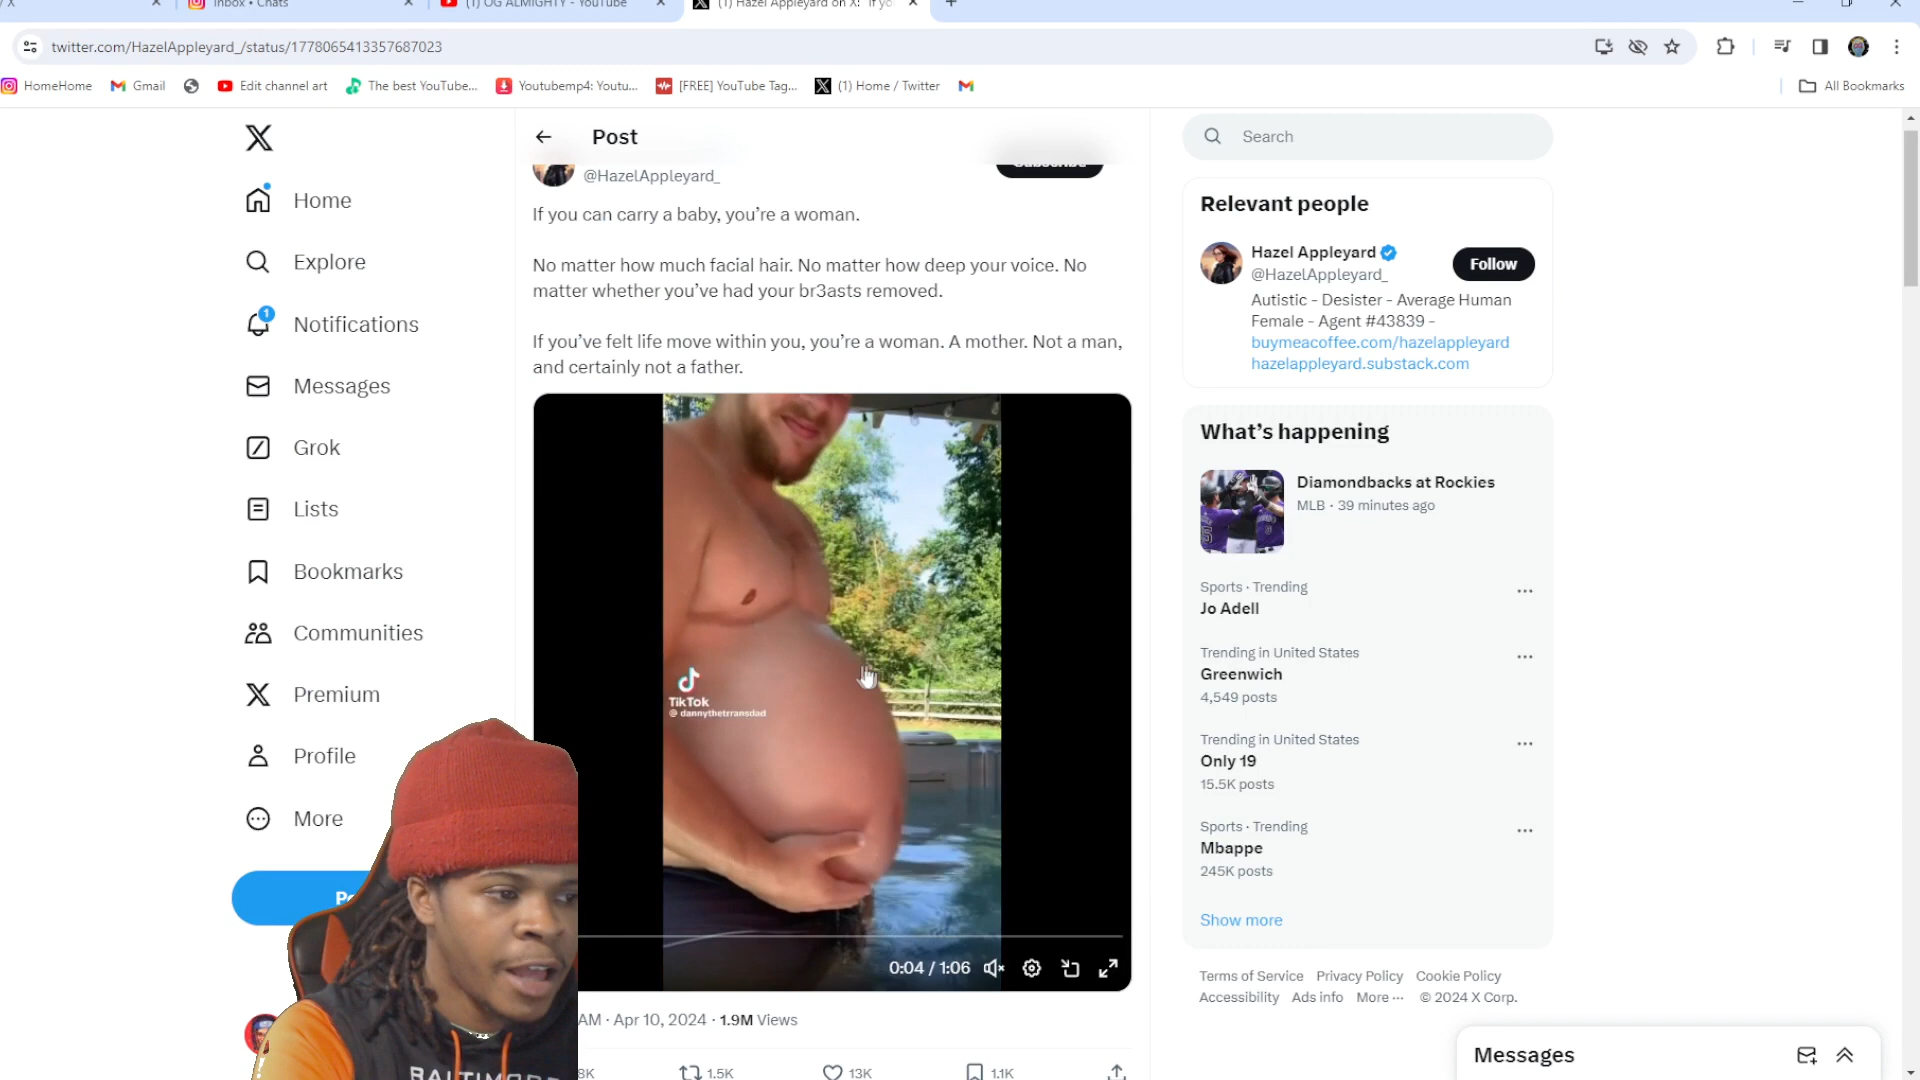 / X
Inbox • Chats
(1) OG ALMIGHTY - YouTube
(1) Hazel Appleyard on X: "If yo
twitter.com/HazelAppleyard_/status/1778065413357687023
HomeHome
Gmail
Edit channel art
The best YouTube...
Youtubemp4: Youtu...
[FREE] YouTube Tag...
(1) Home / Twitter
All Bookmarks
Home
Explore
1
Notifications
Messages
Grok
Lists
Bookmarks
Communities
Premium
Profile
More
Post
Subscribe
@HazelAppleyard_
If you can carry a baby, you're a woman.
No matter how much facial hair. No matter how deep your voice. No
matter whether you've had your br3asts removed.
If you've felt life move within you, you're a woman. A mother. Not a man,
and certainly not a father.
TikTok
@ dannythetrransdad
0:04 / 1:06
AM · Apr 10, 2024 · 1.9M Views
8K
1.5K
13K
1.1K
BALTIMORE
Search
Relevant people
Hazel Appleyard
@HazelAppleyard_
Follow
Autistic - Desister - Average Human
Female - Agent #43839 -
buymeacoffee.com/hazelappleyard
hazelappleyard.substack.com
What's happening
Diamondbacks at Rockies
MLB · 39 minutes ago
Sports · Trending
Jo Adell
Trending in United States
Greenwich
4,549 posts
Trending in United States
Only 19
15.5K posts
Sports · Trending
Mbappe
245K posts
Show more
Terms of Service Privacy Policy Cookie Policy
Accessibility Ads info More ··· © 2024 X Corp.
Messages